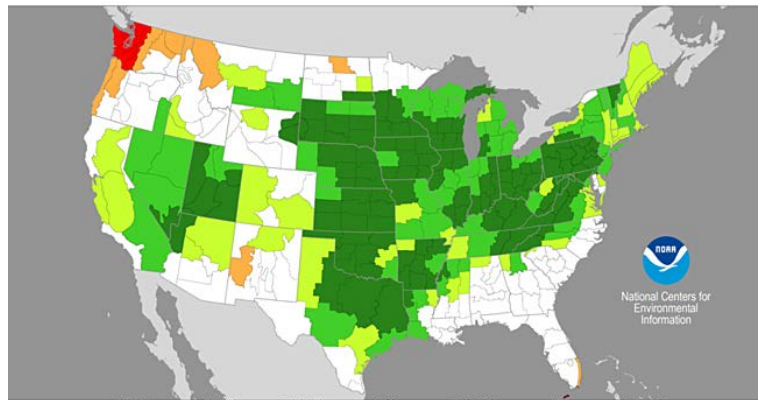 NOAA
National Centers for
Environmental
Information